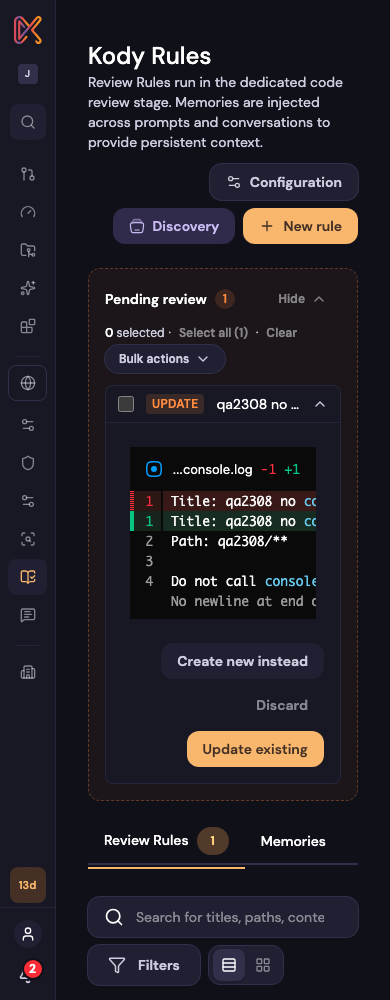 J
Kody Rules
Review Rules run in the dedicated code
review stage. Memories are injected
across prompts and conversations to
provide persistent context.
Configuration
Discovery
New rule
Pending review 1 Hide
0 selected · Select all (1) · Clear
Bulk actions
UPDATE qa2308 no ...
...console.log -1 +1
1 Title: qa2308 no co
1 Title: qa2308 no co
2 Path: qa2308/**
3
4 Do not call console
No newline at end o
Create new instead
Discard
Update existing
Review Rules 1 Memories
13d
Search for titles, paths, conte
Filters
2